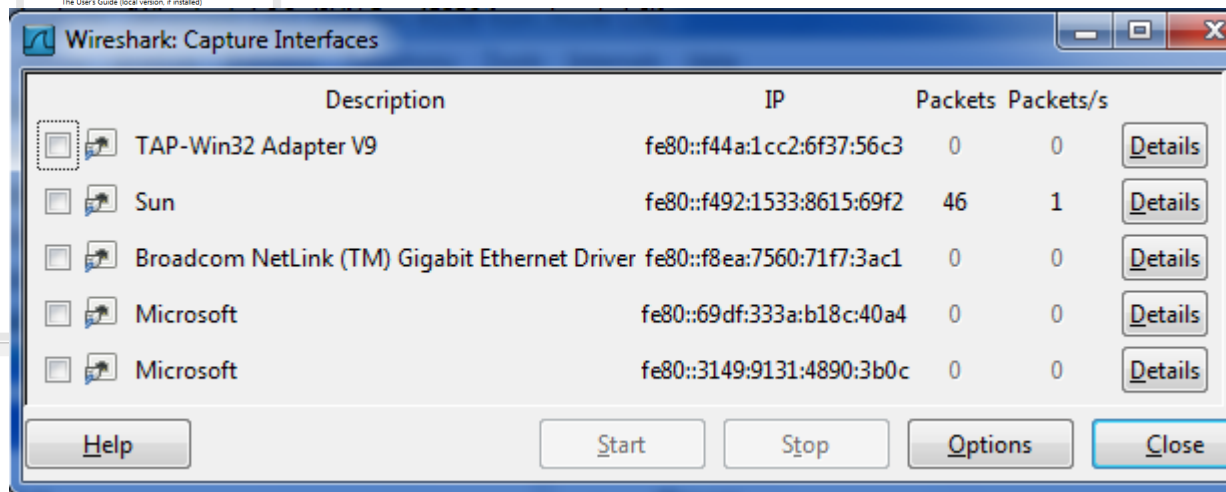 The User's Guide (local version, if installed)
Wireshark: Capture Interfaces
Description IP Packets Packets/s
TAP-Win32 Adapter V9 fe80::f44a:1cc2:6f37:56c3 0 0 Details
Sun fe80::f492:1533:8615:69f2 46 1 Details
Broadcom NetLink (TM) Gigabit Ethernet Driver fe80::f8ea:7560:71f7:3ac1 0 0 Details
Microsoft fe80::69df:333a:b18c:40a4 0 0 Details
Microsoft fe80::3149:9131:4890:3b0c 0 0 Details
Help Start Stop Options Close